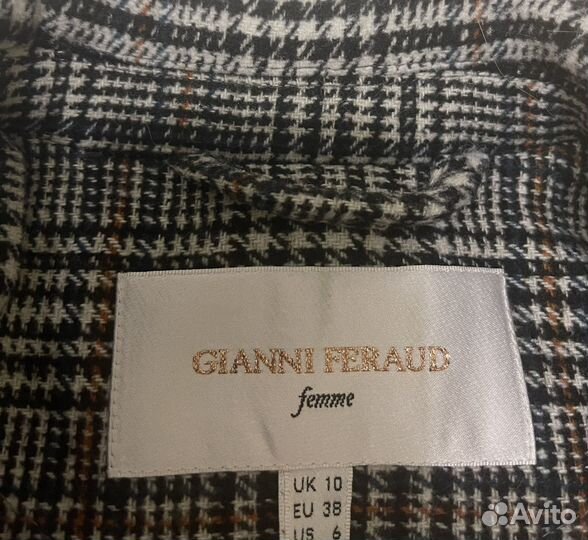 GIANNI FERAUD
femme
UK 10
EU 38
US 6
Avito